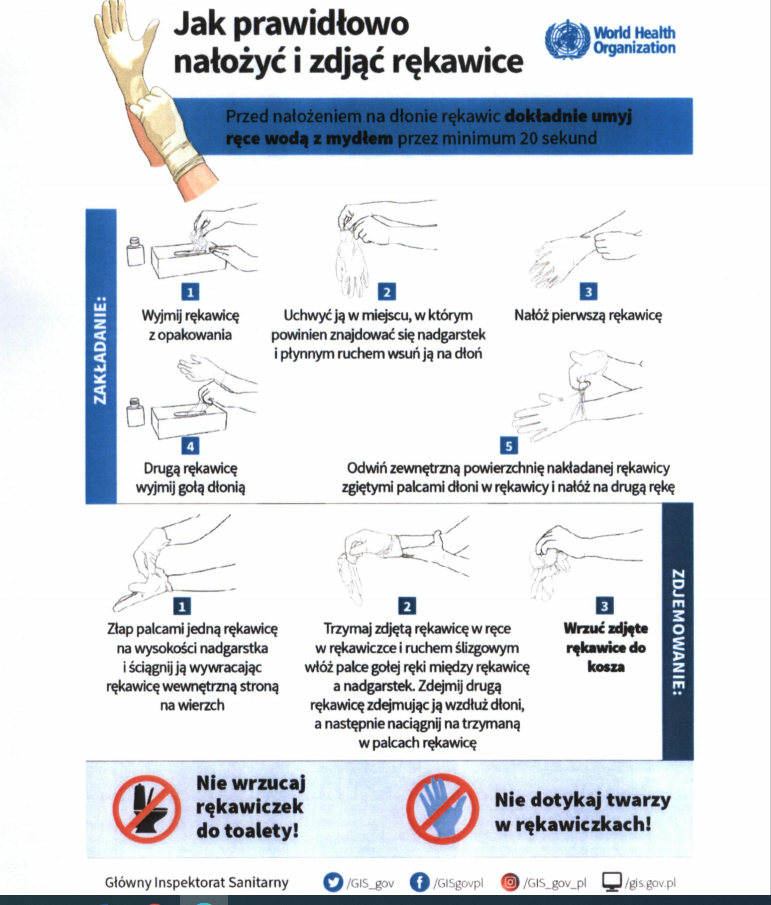 Jak prawidłowo
nałożyć i zdjąć rękawice
World Health
Organization
Przed nałożeniem na dłonie rękawic dokładnie umyj
ręce wodą z mydłem przez minimum 20 sekund
ZAKŁADANIE:
1
Wyjmij rękawicę
z opakowania
2
Uchwyć ją w miejscu, w którym
powinien znajdować się nadgarstek
i płynnym ruchem wsuń ją na dłoń
3
Nałóż pierwszą rękawicę
4
Drugą rękawicę
wyjmij gołą dłonią
5
Odwiń zewnętrzną powierzchnię nakładanej rękawicy
zgiętymi palcami dłoni w rękawicy i nałóż na drugą rękę
ZDJEMOWANIE:
1
Złap palcami jedną rękawicę
na wysokości nadgarstka
i ściągnij ją wywracając
rękawicę wewnętrzną stroną
na wierzch
2
Trzymaj zdjętą rękawicę w ręce
w rękawiczce i ruchem ślizgowym
włóż palce gołej ręki między rękawicę
a nadgarstek. Zdejmij drugą
rękawicę zdejmując ją wzdłuż dłoni,
a następnie naciągnij na trzymaną
w palcach rękawicę
3
Wrzuć zdjęte
rękawice do
kosza
Nie wrzucaj
rękawiczek
do toalety!
Nie dotykaj twarzy
w rękawiczkach!
Główny Inspektorat Sanitarny
/GIS_gov
/GISgovpl
/GIS_gov_pl
/gis.gov.pl